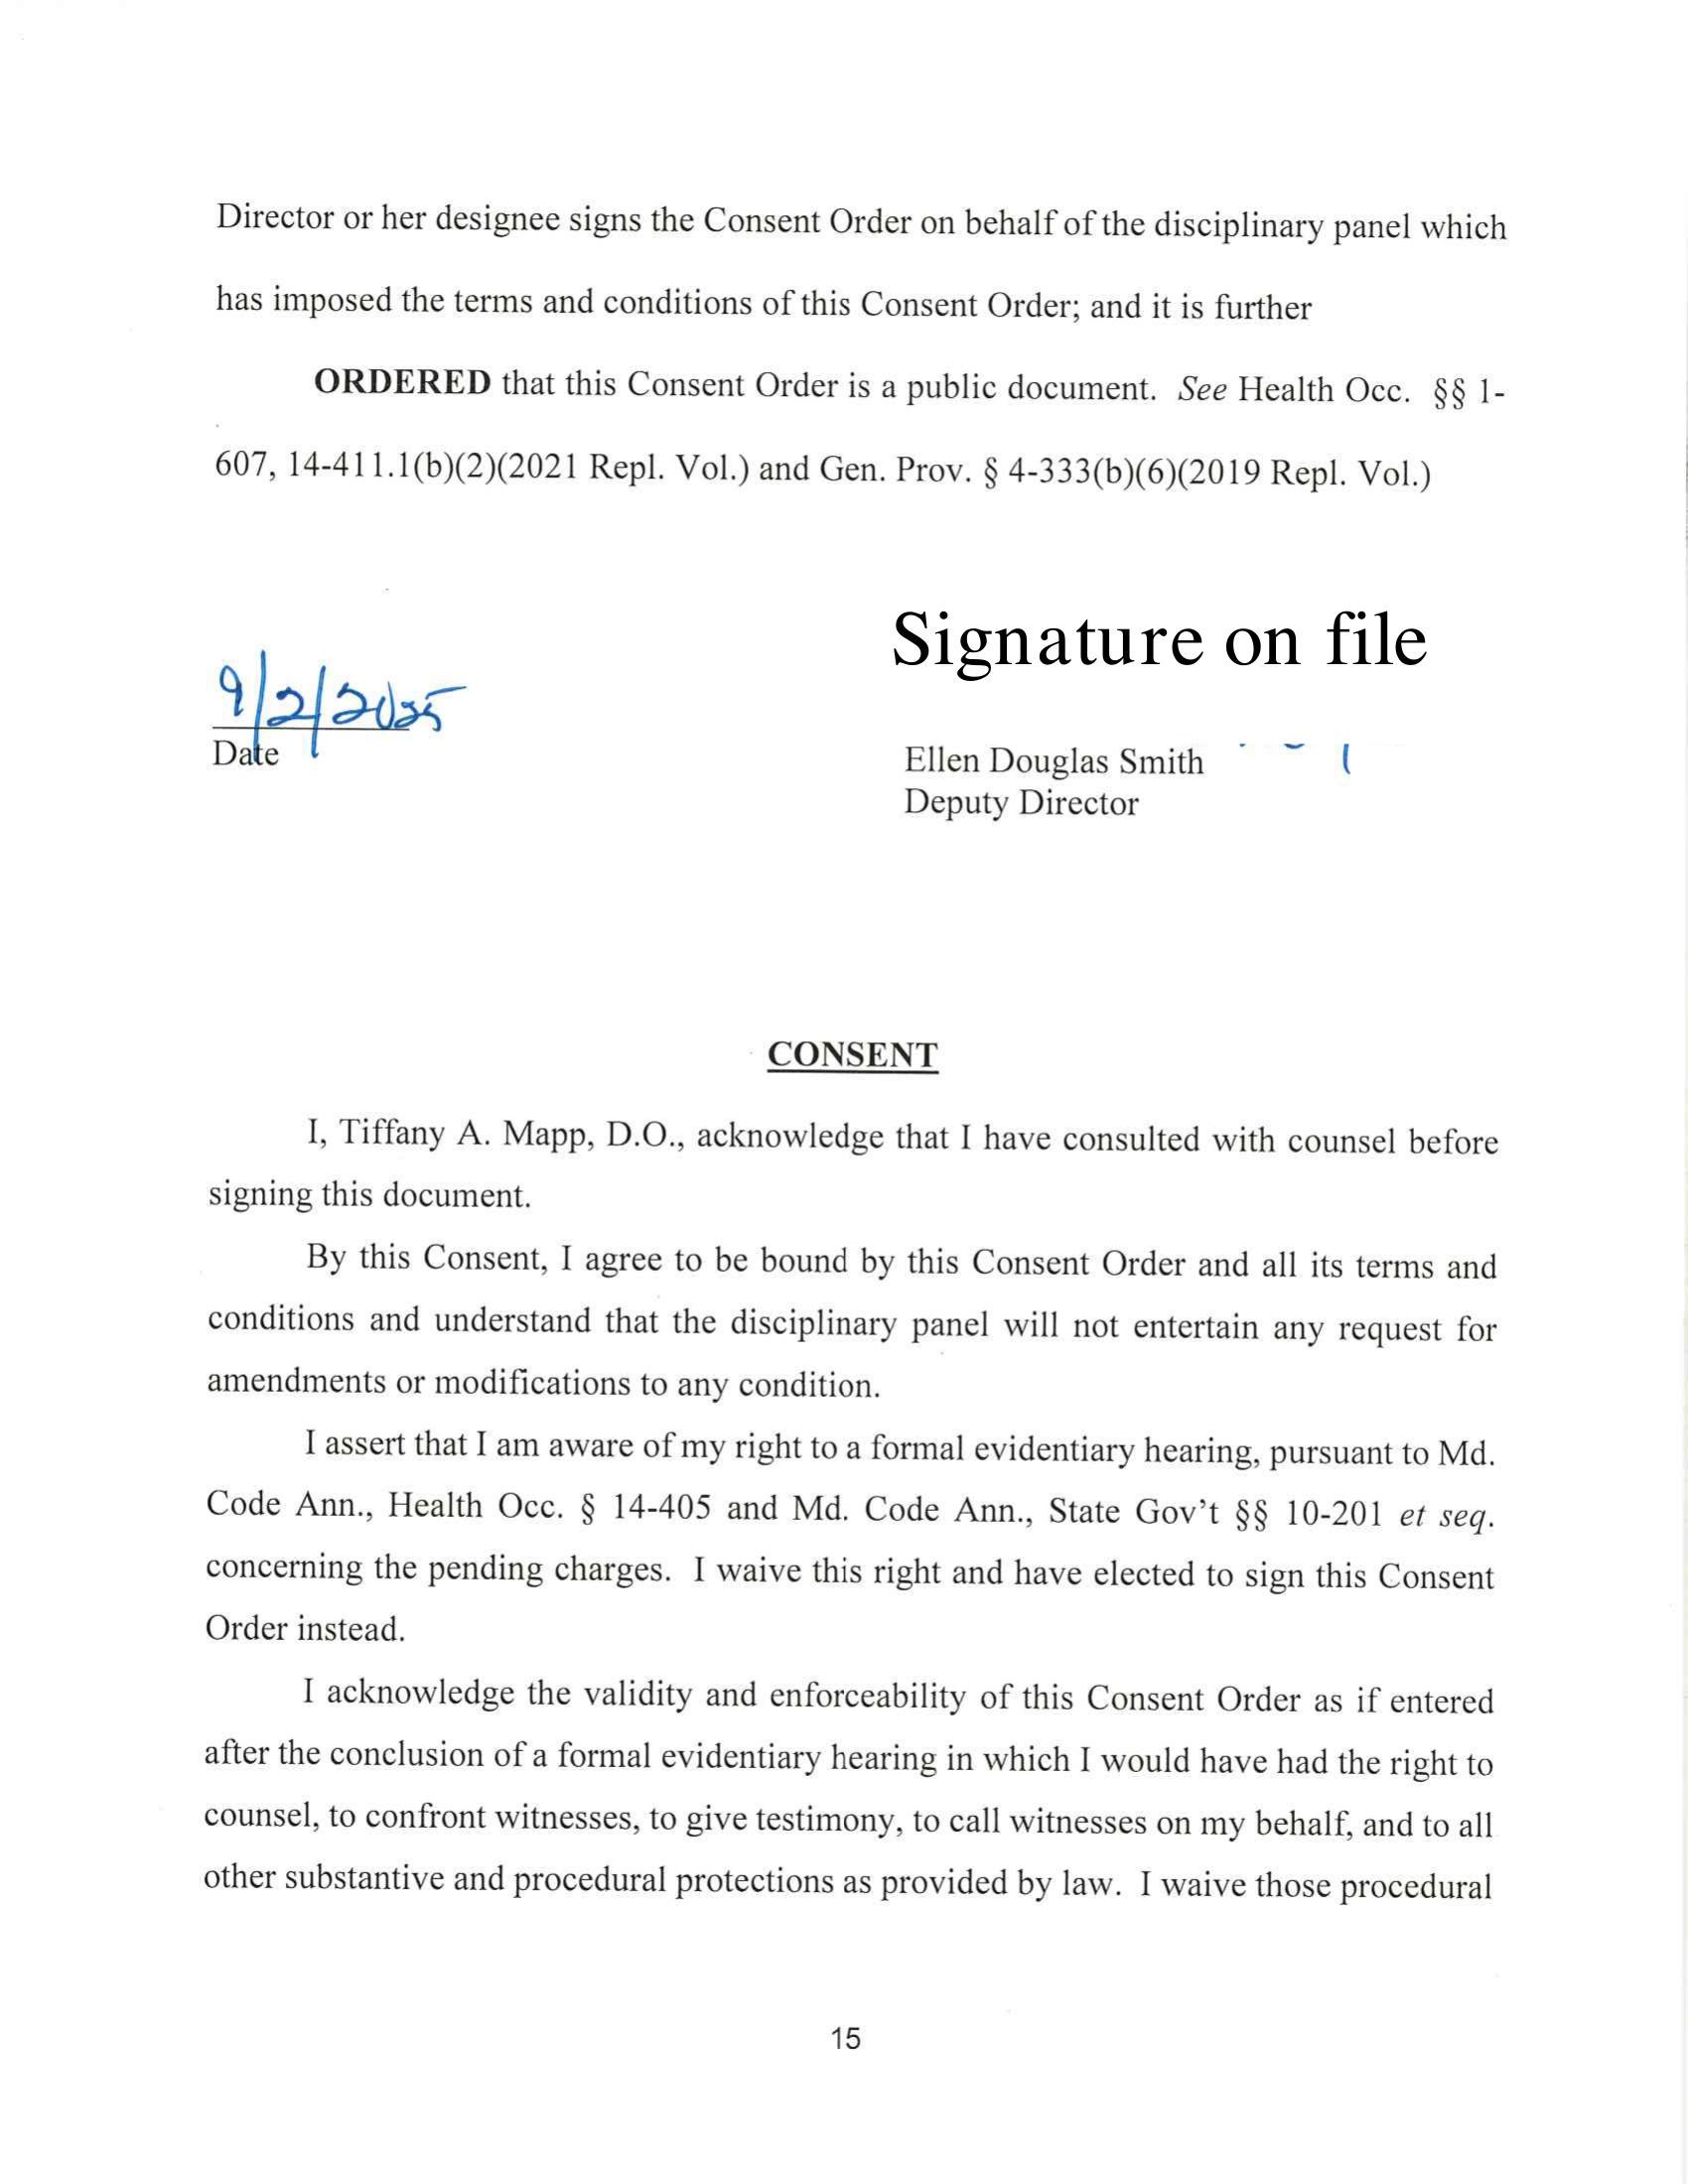 Director or her designee signs the Consent Order on behalf of the disciplinary panel which
has imposed the terms and conditions of this Consent Order; and it is further
ORDERED that this Consent Order is a public document. See Health Occ. §§ 1-
607, 14-411.1(b)(2)(2021 Repl. Vol.) and Gen. Prov. § 4-333(b)(6)(2019 Repl. Vol.)
Signature on file
9/2/2025
Date
Ellen Douglas Smith
Deputy Director
CONSENT
I, Tiffany A. Mapp, D.O., acknowledge that I have consulted with counsel before
signing this document.
By this Consent, I agree to be bound by this Consent Order and all its terms and
conditions and understand that the disciplinary panel will not entertain any request for
amendments or modifications to any condition.
I assert that I am aware of my right to a formal evidentiary hearing, pursuant to Md.
Code Ann., Health Occ. § 14-405 and Md. Code Ann., State Gov't §§ 10-201 et seq.
concerning the pending charges. I waive this right and have elected to sign this Consent
Order instead.
I acknowledge the validity and enforceability of this Consent Order as if entered
after the conclusion of a formal evidentiary hearing in which I would have had the right to
counsel, to confront witnesses, to give testimony, to call witnesses on my behalf, and to all
other substantive and procedural protections as provided by law. I waive those procedural
15